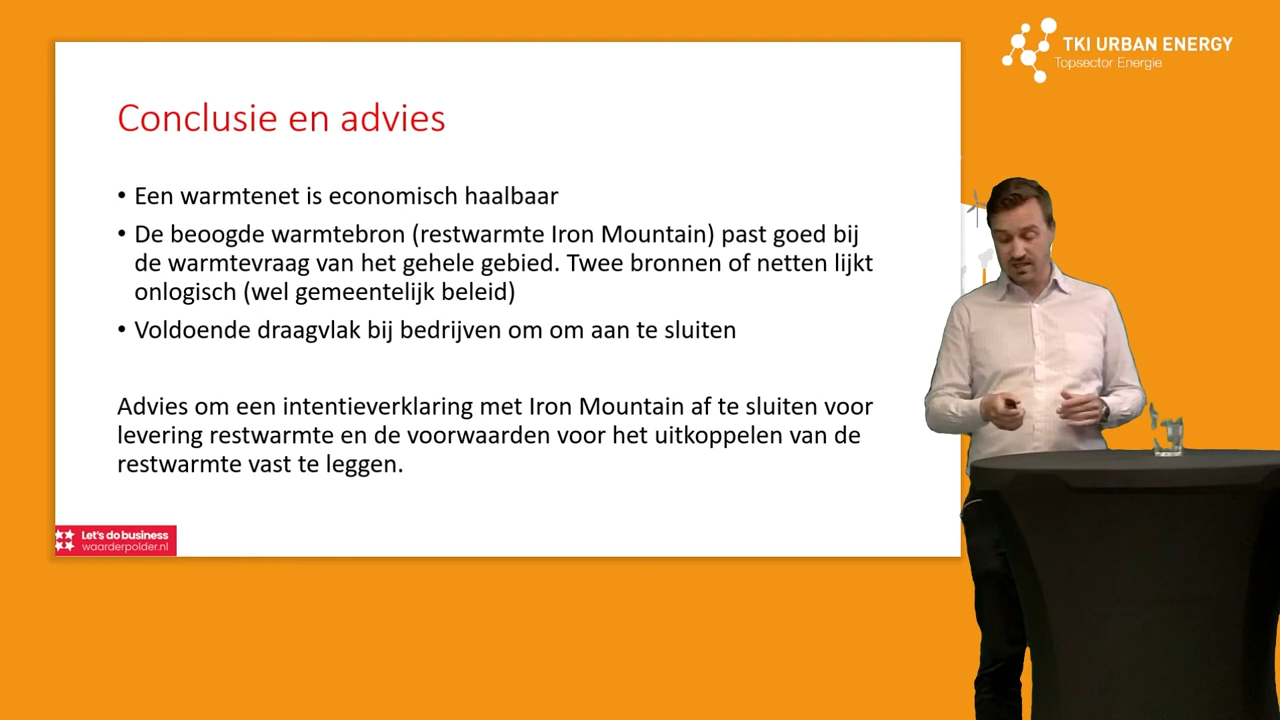 TKI URBAN ENERGY
Topsector Energie
Conclusie en advies
• Een warmtenet is economisch haalbaar
• De beoogde warmtebron (restwarmte Iron Mountain) past goed bij
de warmtevraag van het gehele gebied. Twee bronnen of netten lijkt
onlogisch (wel gemeentelijk beleid)
• Voldoende draagvlak bij bedrijven om om aan te sluiten
Advies om een intentieverklaring met Iron Mountain af te sluiten voor
levering restwarmte en de voorwaarden voor het uitkoppelen van de
restwarmte vast te leggen.
Let's do business
waarderpolder.nl